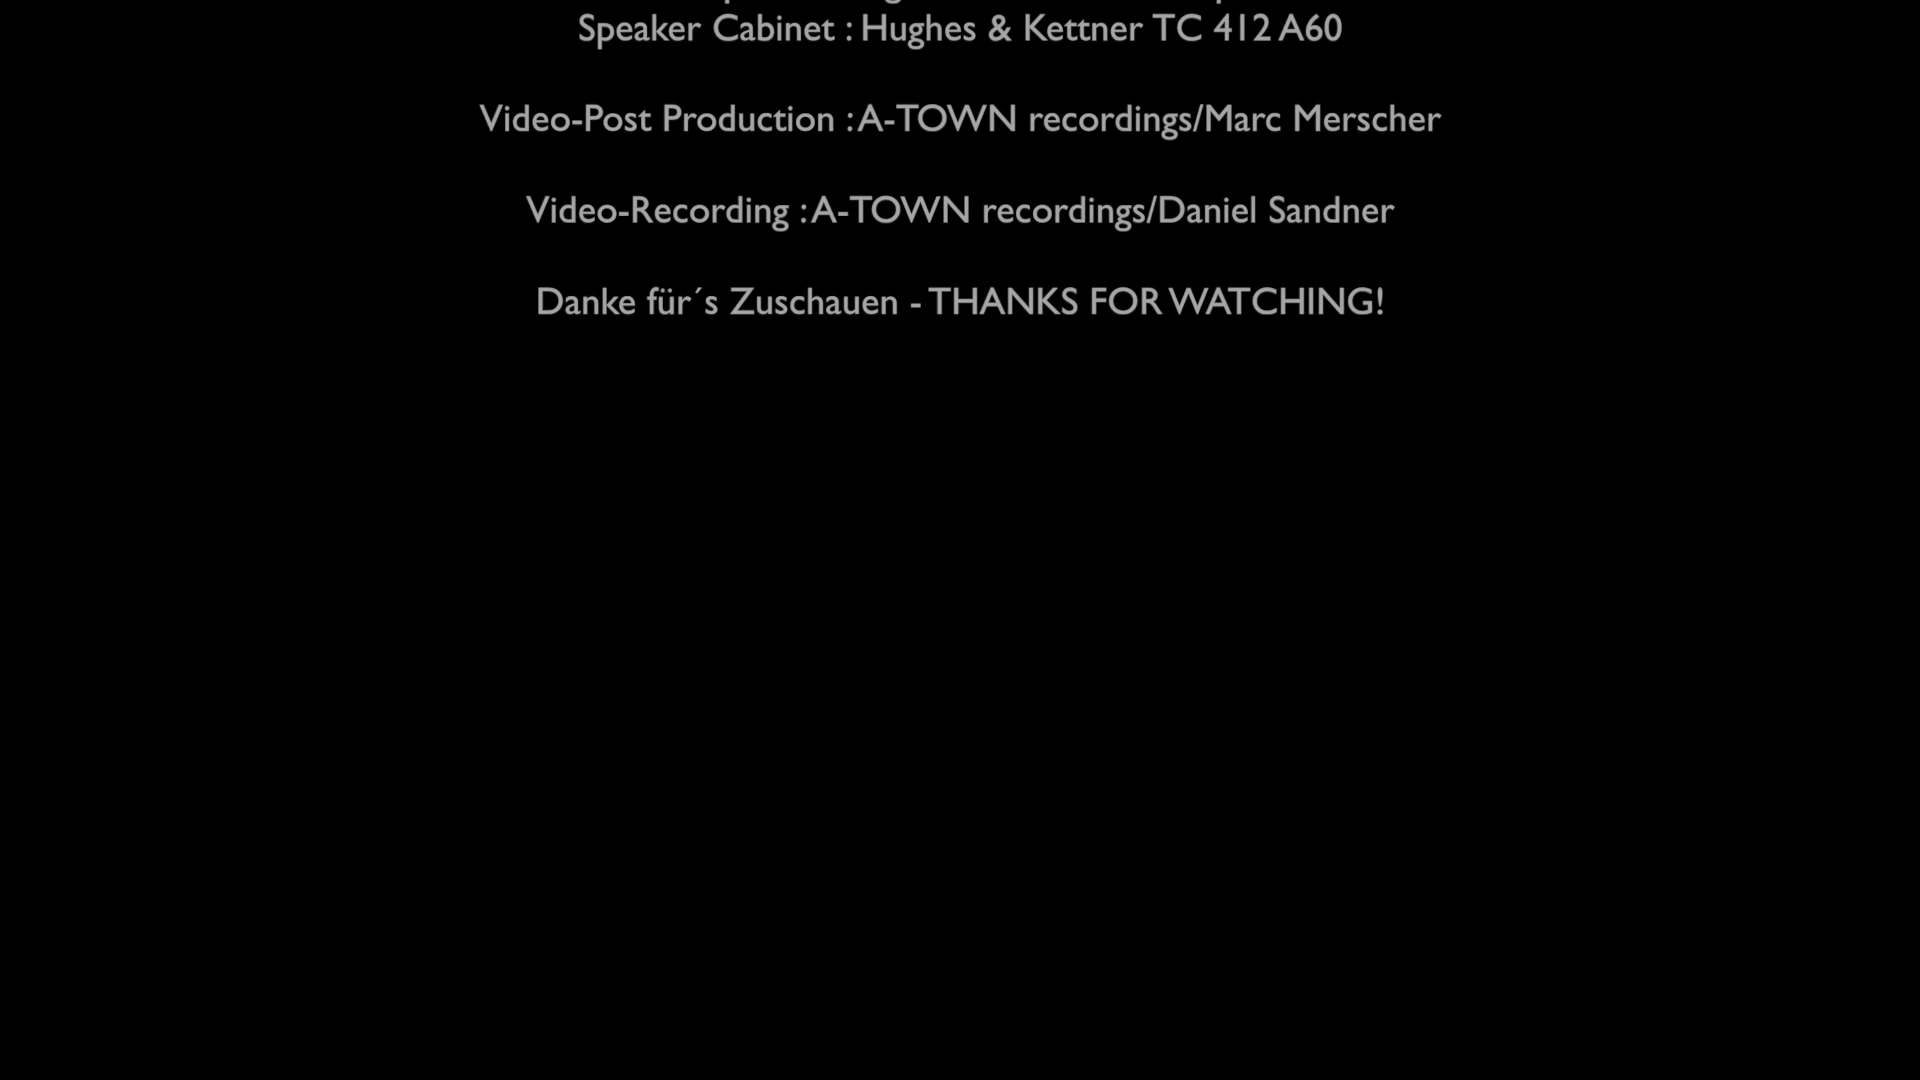 Speaker Cabinet : Hughes & Kettner TC 412 A60
Video-Post Production : A-TOWN recordings/Marc Merscher
Video-Recording : A-TOWN recordings/Daniel Sandner
Danke für´s Zuschauen - THANKS FOR WATCHING!